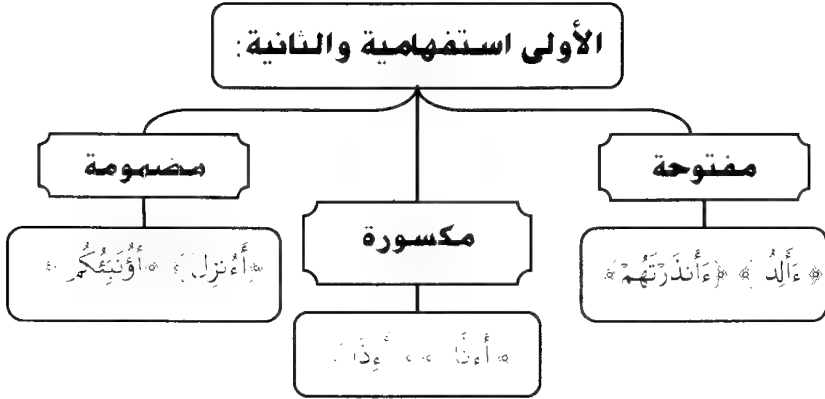 الأولى استفهامية والثانية:
مفتوحة
مكسورة
مضمومة
﴿ ءَأَلِدُ ﴾ ﴿ءَأَنذَرْتَهُمْ﴾
﴿أَءُنزِلَ﴾ ﴿أَؤُنَبِّئُكُم﴾